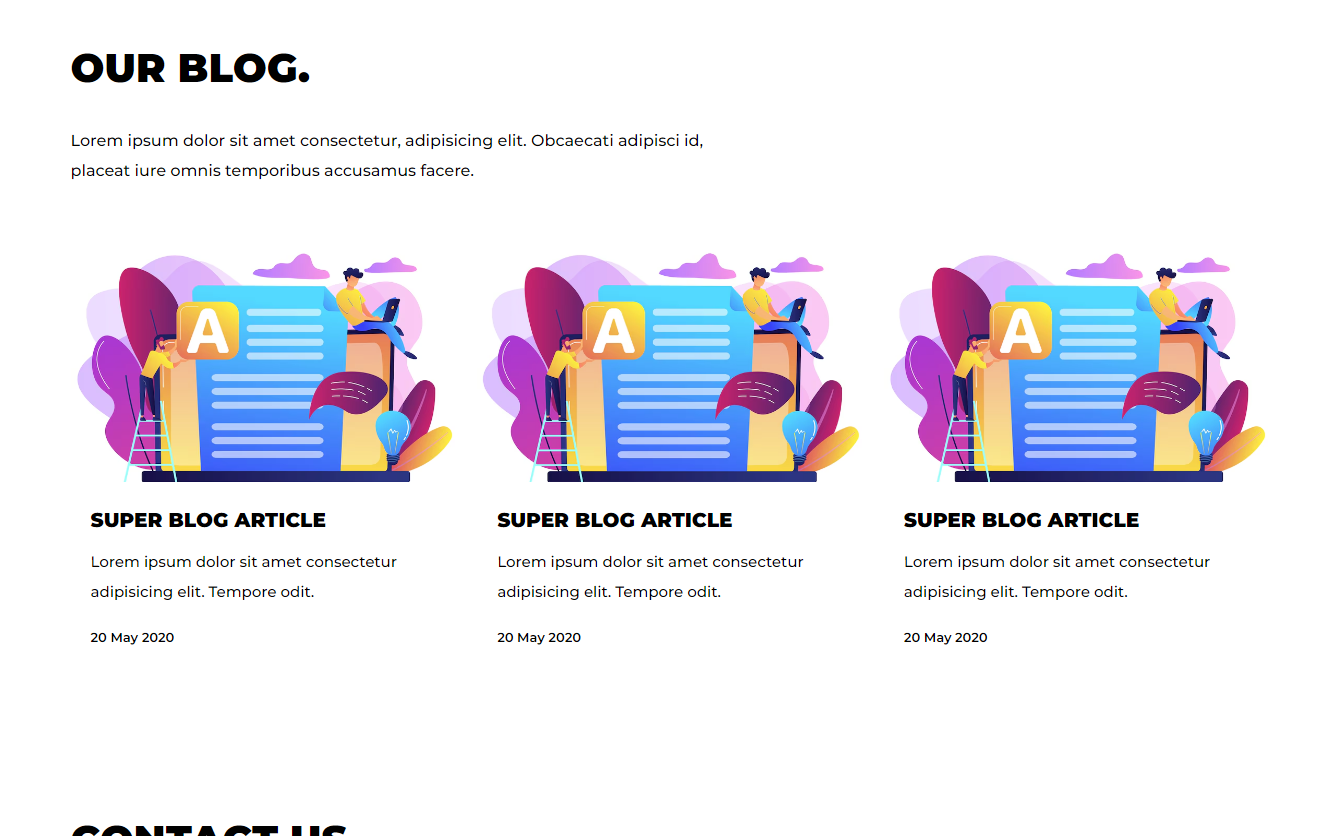 OUR BLOG.
Lorem ipsum dolor sit amet consectetur, adipisicing elit. Obcaecati adipisci id,
placeat iure omnis temporibus accusamus facere.
A
A
A
SUPER BLOG ARTICLE
Lorem ipsum dolor sit amet consectetur
adipisicing elit. Tempore odit.
20 May 2020
SUPER BLOG ARTICLE
Lorem ipsum dolor sit amet consectetur
adipisicing elit. Tempore odit.
20 May 2020
SUPER BLOG ARTICLE
Lorem ipsum dolor sit amet consectetur
adipisicing elit. Tempore odit.
20 May 2020
CONTACT US